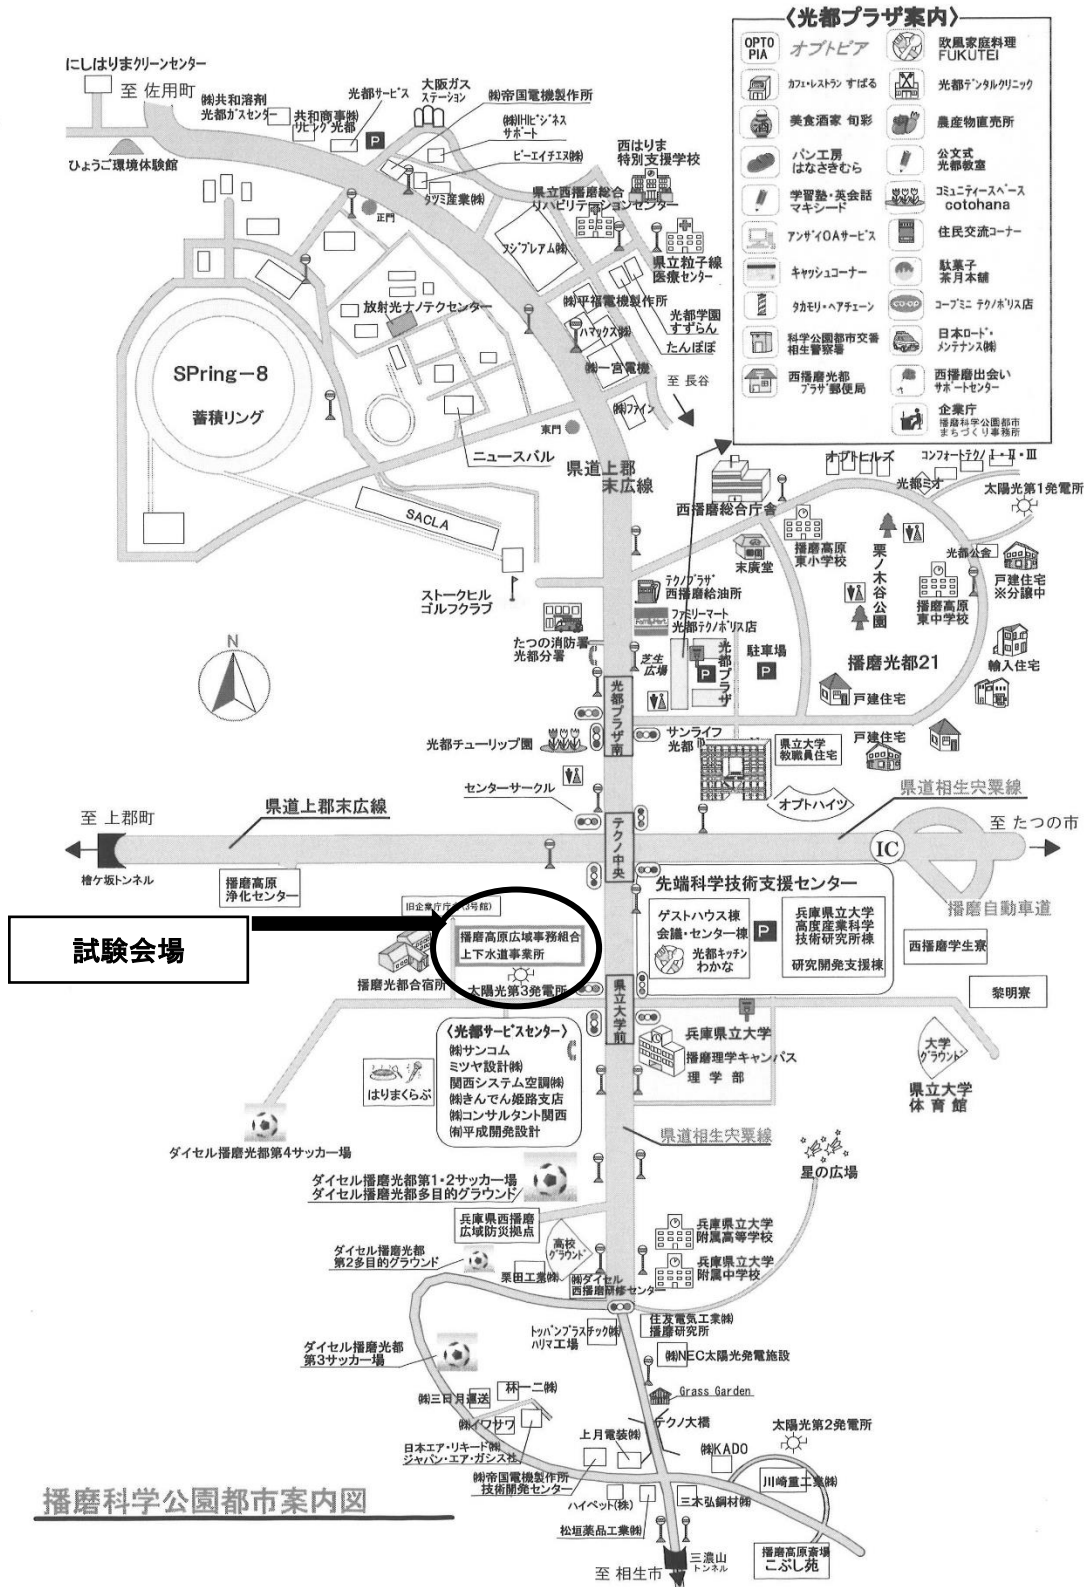 〈光都プラザ案内〉
OPTO
PIA
オプトピア
欧風家庭料理
FUKUTEI
カフェ・レストラン すばる
光都デンタルクリニック
酒
美食酒家 旬彩
農産物直売所
パン工房
はなさきむら
公文式
光都教室
学習塾・英会話
マキシード
コミュニティースペース
cotohana
アンザイOAサービス
住民交流コーナー
キャッシュコーナー
駄菓子
茶月本舗
タカモリ・ヘアチェーン
CO・OP
コープミニ テクノポリス店
科学公園都市交番
相生警察署
日本ロード・
メンテナンス㈱
西播磨光都
プラザ郵便局
西播磨出会い
サポートセンター
企業庁
播磨科学公園都市
まちづくり事務所
にしはりまクリーンセンター
至 佐用町
㈱共和溶剤
光都ガスセンター
共和商事㈱
リビング光都
光都サービス
P
大阪ガス
ステーション
㈱帝国電機製作所
㈱IHIビジネス
サポート
ピーエイチエヌ㈱
タツミ産業㈱
ひょうご環境体験館
正門
西はりま
特別支援学校
県立西播磨総合
リハビリテーションセンター
フジプレアム㈱
県立粒子線
医療センター
㈱平福電機製作所
光都学園
すずらん
ハマックス㈱
たんぽぽ
㈱一宮電機
至 長谷
㈱ファイン
放射光ナノテクセンター
SPring-8
蓄積リング
ニュースバル
東門
県道上郡
末広線
SACLA
オプトヒルズ
コンフォートテクノ Ⅰ・Ⅱ・Ⅲ
光都ミオ
太陽光第1発電所
西播磨総合庁舎
播磨高原
東小学校
末廣堂
栗ノ木谷公園
光都公舎
戸建住宅
※分譲中
播磨高原
東中学校
ストークヒル
ゴルフクラブ
テクノプラザ
西播磨給油所
FamilyMart
ファミリーマート
光都テクノポリス店
たつの消防署
光都分署
芝生
広場
光都プラザ
P
駐車場
P
播磨光都21
輸入住宅
戸建住宅
N
光都プラザ南
光都チューリップ園
サンライフ
光都
県立大学
教職員住宅
戸建住宅
センターサークル
オプトハイツ
県道相生宍粟線
至 上郡町
県道上郡末広線
テクノ中央
IC
至 たつの市
檜ケ坂トンネル
播磨高原
浄化センター
先端科学技術支援センター
播磨自動車道
ゲストハウス棟
会議・センター棟
光都キッチン
わかな
P
兵庫県立大学
高度産業科学
技術研究所棟
研究開発支援棟
西播磨学生寮
黎明寮
試験会場
播磨高原広域事務組合
上下水道事業所
播磨光都合宿所
太陽光第3発電所
県立大学前
兵庫県立大学
播磨理学キャンパス
理学部
大学
グラウンド
県立大学
体育館
〈光都サービスセンター〉
㈱サンコム
ミツヤ設計㈱
関西システム空調㈱
㈱きんでん姫路支店
㈱コンサルタント関西
㈲平成開発設計
はりまくらぶ
ダイセル播磨光都第4サッカー場
県道相生宍粟線
星の広場
ダイセル播磨光都第1・2サッカー場
ダイセル播磨光都多目的グラウンド
兵庫県西播磨
広域防災拠点
高校
グラウンド
兵庫県立大学
附属高等学校
ダイセル播磨光都
第2多目的グラウンド
栗田工業㈱
㈱ダイセル
西播磨研修センター
兵庫県立大学
附属中学校
トッパンプラスチック㈱
ハリマ工場
住友電気工業㈱
播磨研究所
ダイセル播磨光都
第3サッカー場
㈱NEC太陽光発電施設
Grass Garden
㈱三日月運送
林一二㈱
㈱イワサワ
テクノ大橋
太陽光第2発電所
日本エア・リキード㈱
ジャパン・エア・ガシス社
上月電装㈱
㈱KADO
㈱帝国電機製作所
技術開発センター
川崎重工業㈱
ハイペット(株)
三木弘鋼材㈱
松垣薬品工業㈱
播磨科学公園都市案内図
至 相生市
三濃山
トンネル
播磨高原斎場
こぶし苑